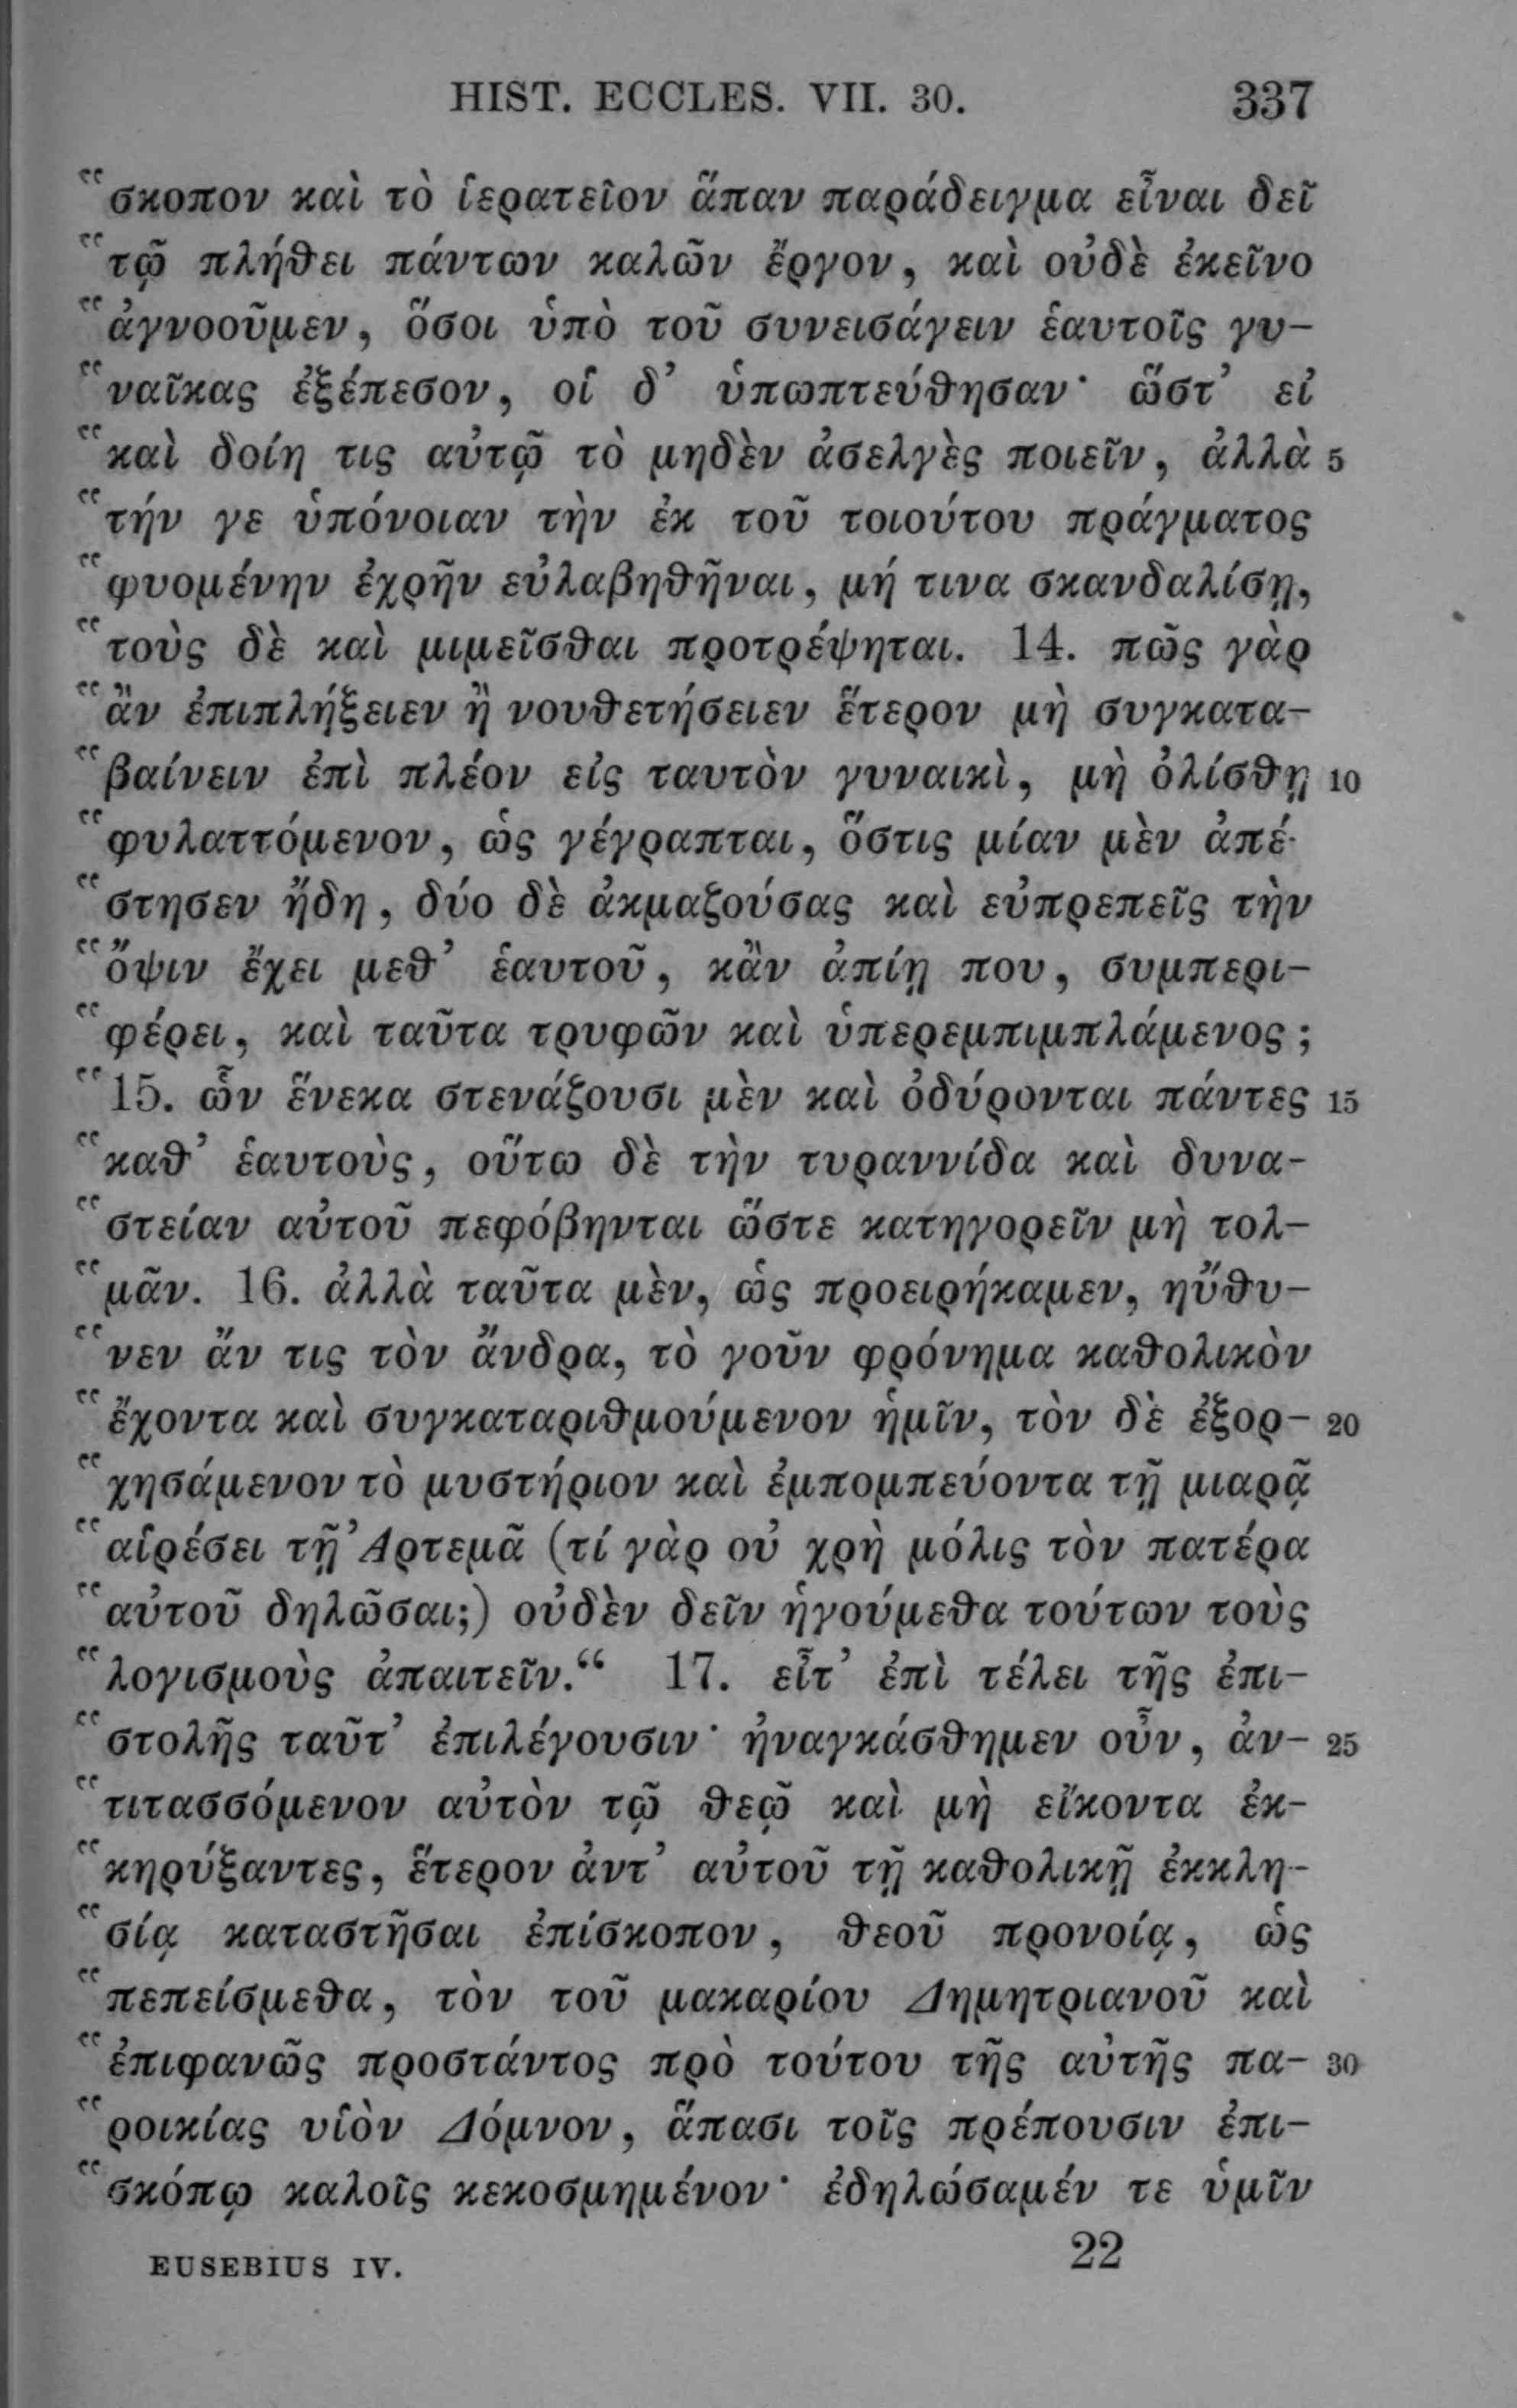 HIST. ECCLES. VII. 30. 337
“σκοπον καὶ τὸ ἱερατεῖον ἅπαν παράδειγμα εἶναι δεῖ
“τῷ πλήθει πάντων καλῶν ἔργον, καὶ οὐδὲ ἐκεῖνο
“ἀγνοοῦμεν, ὅσοι ὑπὸ τοῦ συνεισάγειν ἑαυτοῖς γυ-
“ναῖκας ἐξέπεσον, οἱ δ’ ὑπωπτεύθησαν· ὥστ’ εἰ
“καὶ δοίη τις αὐτῷ τὸ μηδὲν ἀσελγὲς ποιεῖν, ἀλλὰ 5
“τήν γε ὑπόνοιαν τὴν ἐκ τοῦ τοιούτου πράγματος
“φυομένην ἐχρῆν εὐλαβηθῆναι, μή τινα σκανδαλίσῃ,
“τοὺς δὲ καὶ μιμεῖσθαι προτρέψηται. 14. πῶς γὰρ
“ἂν ἐπιπλήξειεν ἢ νουθετήσειεν ἕτερον μὴ συγκατα-
“βαίνειν ἐπὶ πλέον εἰς ταυτὸν γυναικὶ, μὴ ὀλίσθῃ 10
“φυλαττόμενον, ὡς γέγραπται, ὅστις μίαν μὲν ἀπέ-
“στησεν ἤδη, δύο δὲ ἀκμαζούσας καὶ εὐπρεπεῖς τὴν
“ὄψιν ἔχει μεθ’ ἑαυτοῦ, κἂν ἀπίῃ που, συμπερι-
“φέρει, καὶ ταῦτα τρυφῶν καὶ ὑπερεμπιμπλάμενος;
“15. ὧν ἕνεκα στενάζουσι μὲν καὶ ὀδύρονται πάντες 15
“καθ’ ἑαυτοὺς, οὕτω δὲ τὴν τυραννίδα καὶ δυνα-
“στείαν αὐτοῦ πεφόβηνται ὥστε κατηγορεῖν μὴ τολ-
“μᾶν. 16. ἀλλὰ ταῦτα μὲν, ὡς προειρήκαμεν, ηὔθυ-
“νεν ἄν τις τὸν ἄνδρα, τὸ γοῦν φρόνημα καθολικὸν
“ἔχοντα καὶ συγκαταριθμούμενον ἡμῖν, τὸν δὲ ἐξορ- 20
“χησάμενον τὸ μυστήριον καὶ ἐμπομπεύοντα τῇ μιαρᾷ
“αἱρέσει τῇ Ἀρτεμᾶ (τί γὰρ οὐ χρὴ μόλις τὸν πατέρα
“αὐτοῦ δηλῶσαι;) οὐδὲν δεῖν ἡγούμεθα τούτων τοὺς
“λογισμοὺς ἀπαιτεῖν.“ 17. εἶτ’ ἐπὶ τέλει τῆς ἐπι-
“στολῆς ταῦτ’ ἐπιλέγουσιν· ἠναγκάσθημεν οὖν, ἀν- 25
“τιτασσόμενον αὐτὸν τῷ θεῷ καὶ μὴ εἴκοντα ἐκ-
“κηρύξαντες, ἕτερον ἀντ’ αὐτοῦ τῇ καθολικῇ ἐκκλη-
“σίᾳ καταστῆσαι ἐπίσκοπον, θεοῦ προνοίᾳ, ὡς
“πεπείσμεθα, τὸν τοῦ μακαρίου Δημητριανοῦ καὶ
“ἐπιφανῶς προστάντος πρὸ τούτου τῆς αὐτῆς πα- 30
“ροικίας υἱὸν Δόμνον, ἅπασι τοῖς πρέπουσιν ἐπι-
“σκόπῳ καλοῖς κεκοσμημένον· ἐδηλώσαμέν τε ὑμῖν
EUSEBIUS IV. 22